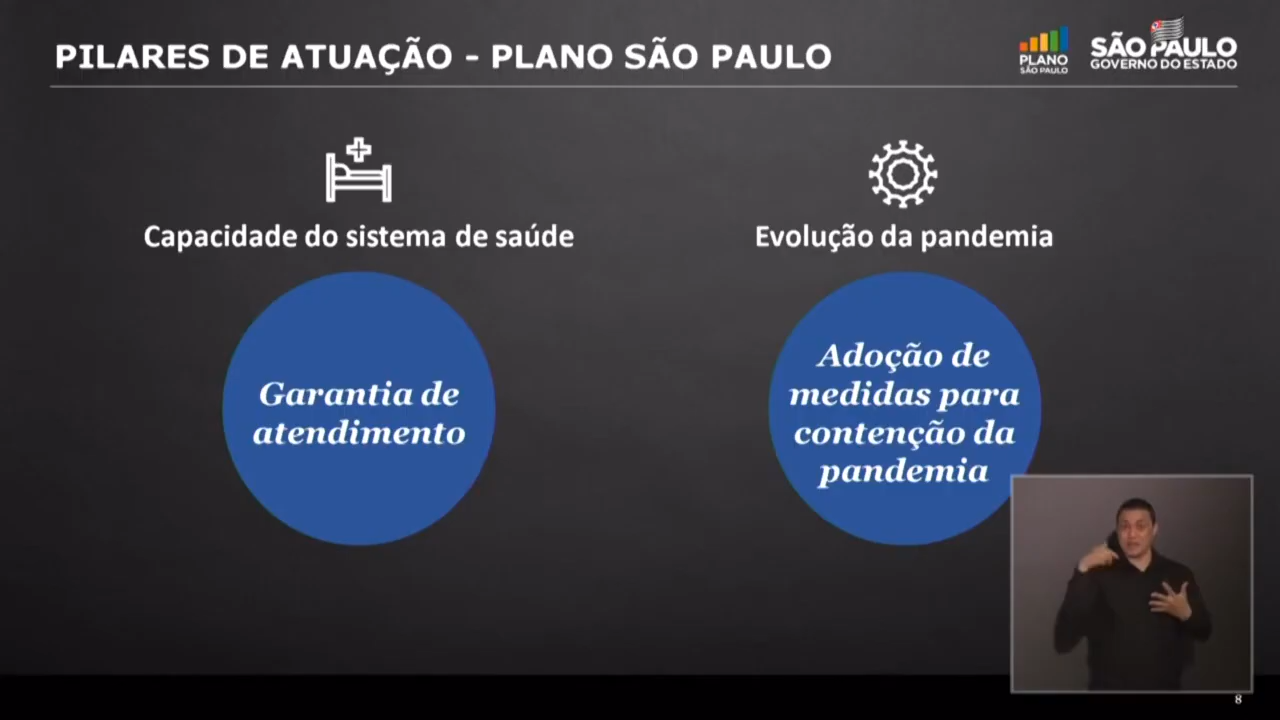 PILARES DE ATUAÇÃO - PLANO SÃO PAULO
PLANO
SÃO PAULO
SÃO PAULO
GOVERNO DO ESTADO
Capacidade do sistema de saúde
Evolução da pandemia
Garantia de
atendimento
Adoção de
medidas para
contenção da
pandemia
8